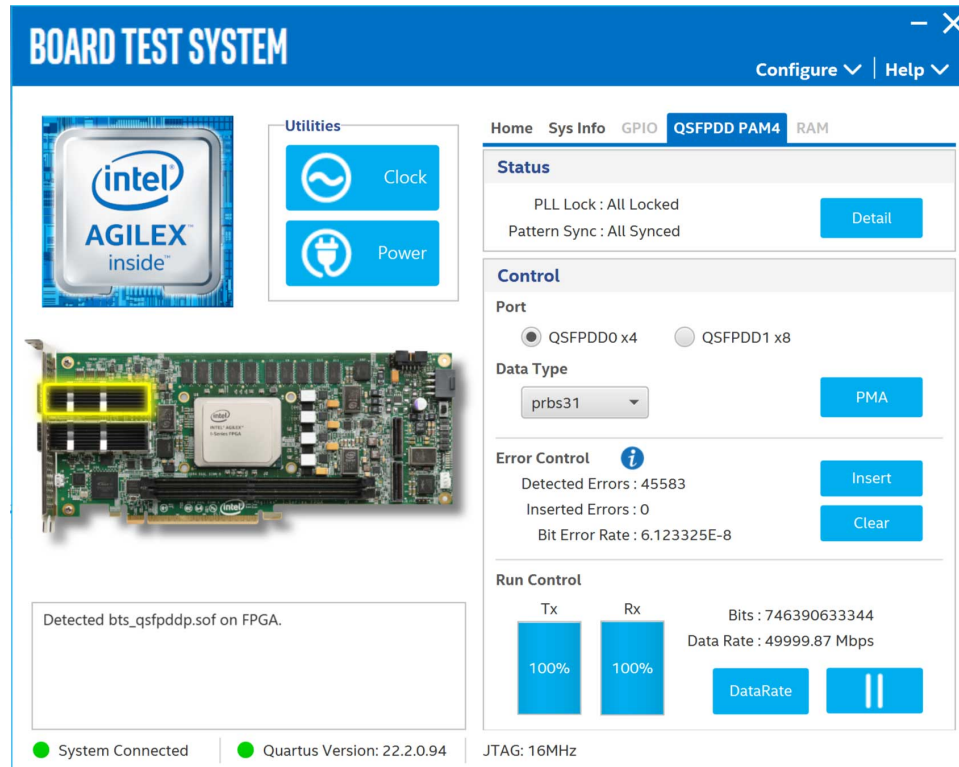 BOARD TEST SYSTEM
Configure | Help
intel
AGILEX™
inside™
Utilities
Clock
Power
Home Sys Info GPIO QSFPDD PAM4 RAM
Status
PLL Lock : All Locked
Pattern Sync : All Synced
Detail
Control
Port
QSFPDD0 x4 QSFPDD1 x8
Data Type
prbs31
PMA
Error Control i
Detected Errors : 45583
Insert
Inserted Errors : 0
Bit Error Rate : 6.123325E-8
Clear
Run Control
Tx Rx
100% 100%
Bits : 746390633344
Data Rate : 49999.87 Mbps
DataRate
intel
intel
Detected bts_qsfpddp.sof on FPGA.
System Connected Quartus Version: 22.2.0.94 JTAG: 16MHz